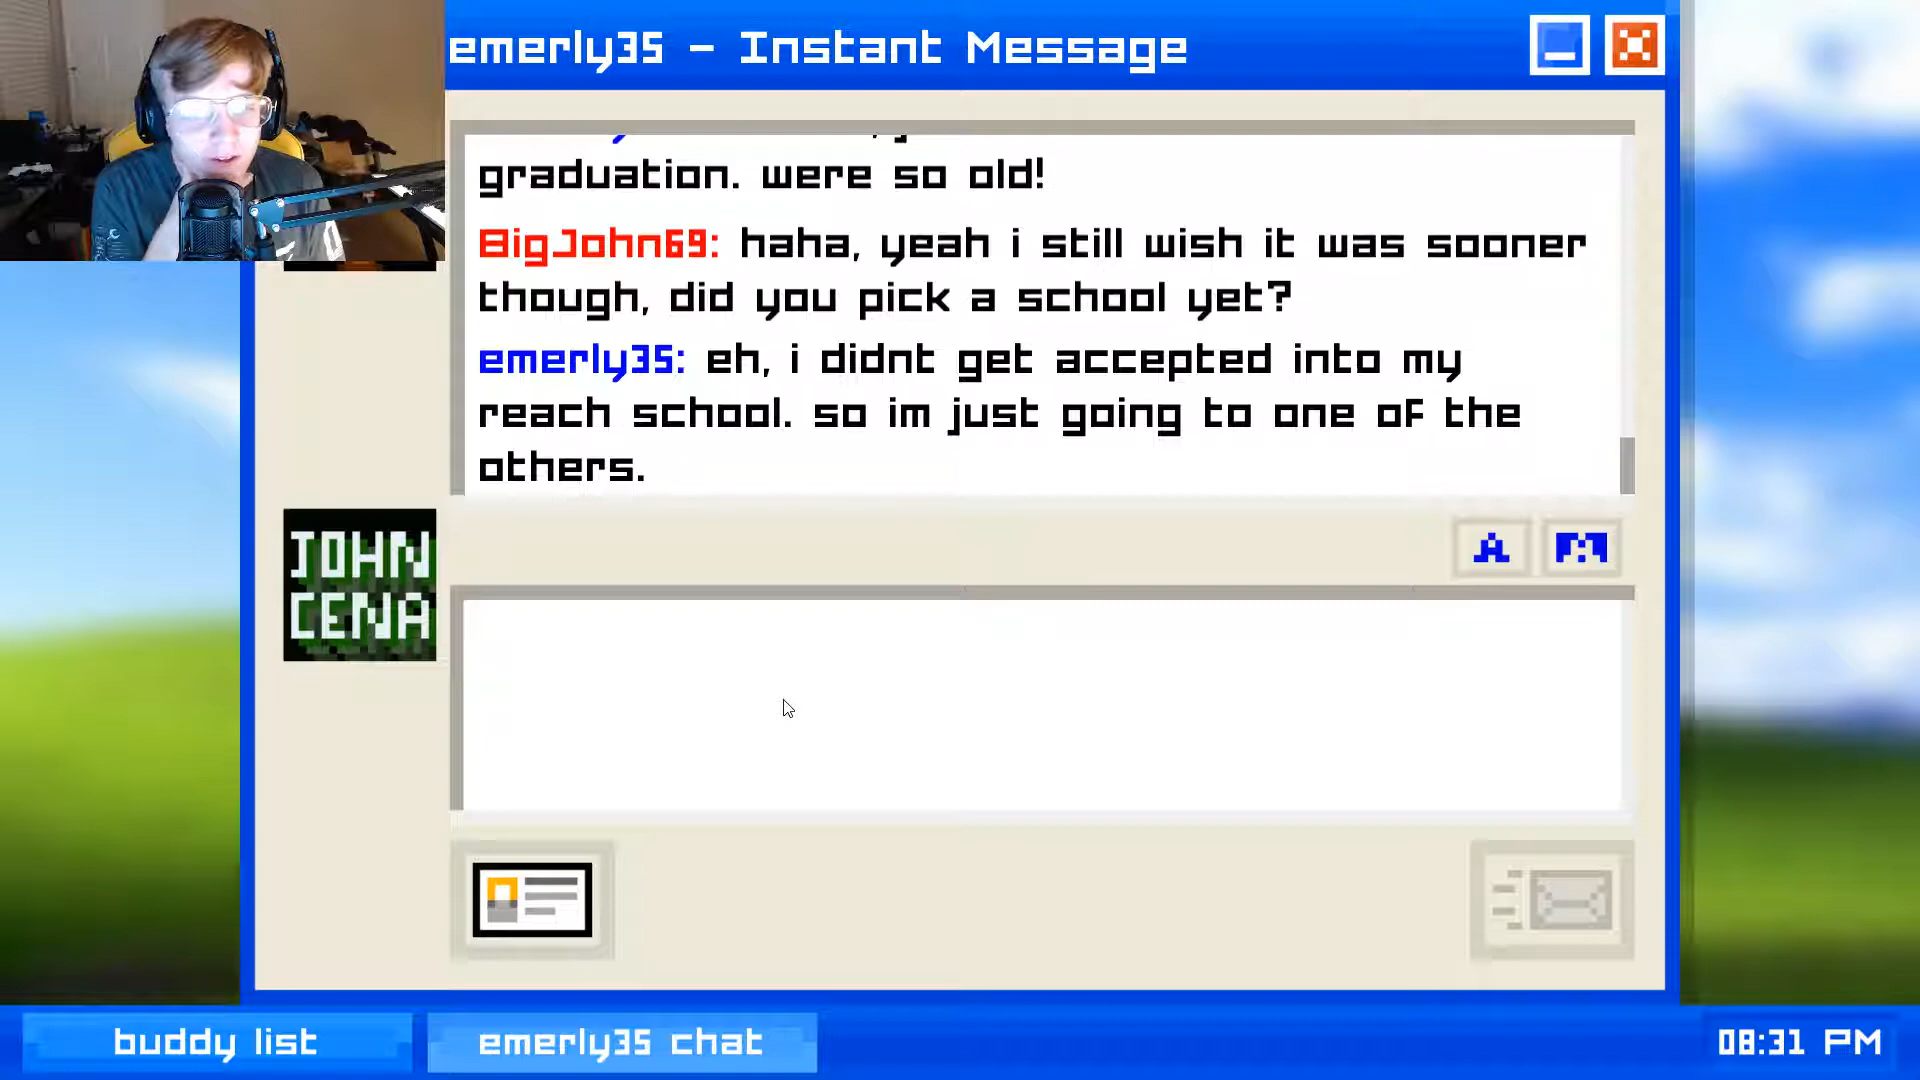 emerly35 - Instant Message
graduation. were so old!
BigJohn69: haha, yeah i still wish it was sooner
though, did you pick a school yet?
emerly35: eh, i didnt get accepted into my
reach school. so im just going to one of the
others.
JOHN
CENA
A
buddy list
emerly35 chat
08:31 PM